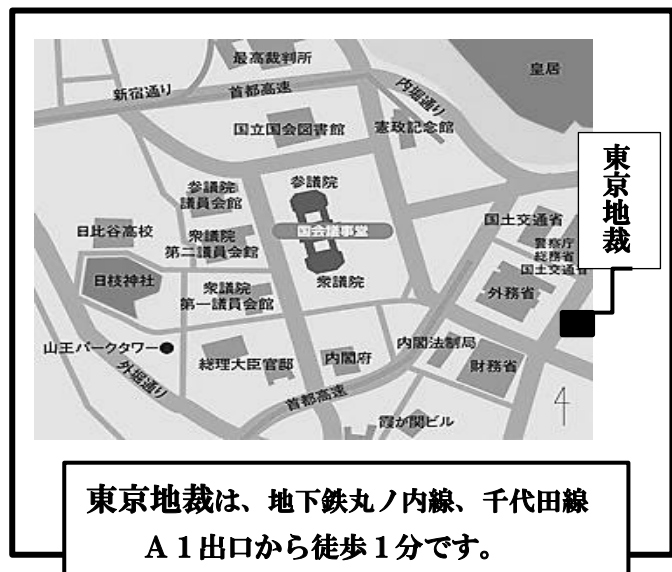 最高裁判所
皇居
新宿通り
首都高速
内堀通り
国立国会図書館
憲政記念館
東京地裁
参議院
議員会館
参議院
国土交通省
日比谷高校
衆議院
第二議員会館
国会議事堂
警察庁
総務省
国土交通省
日枝神社
衆議院
第一議員会館
衆議院
外務省
山王パークタワー
外堀通り
総理大臣官邸
内閣府
内閣法制局
財務省
首都高速
霞が関ビル
東京地裁は、地下鉄丸ノ内線、千代田線
A1出口から徒歩1分です。